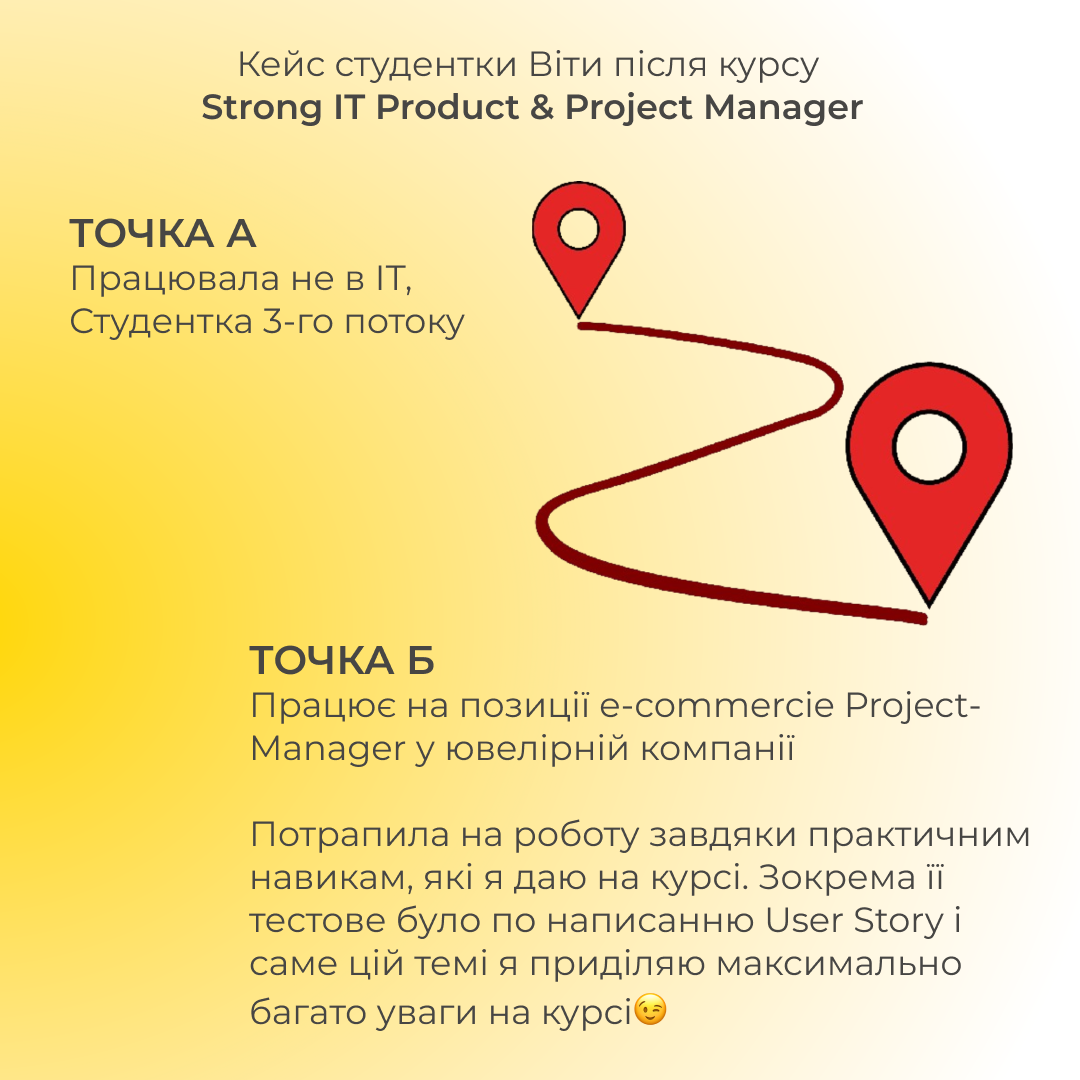 Кейс студентки Віти після курсу
Strong IT Product & Project Manager
ТОЧКА А
Працювала не в ІТ,
Студентка 3-го потоку
ТОЧКА Б
Працює на позиції e-commercie Project-
Manager у ювелірній компанії
Потрапила на роботу завдяки практичним
навикам, які я даю на курсі. Зокрема її
тестове було по написанню User Story і
саме цій темі я приділяю максимально
багато уваги на курсі😉